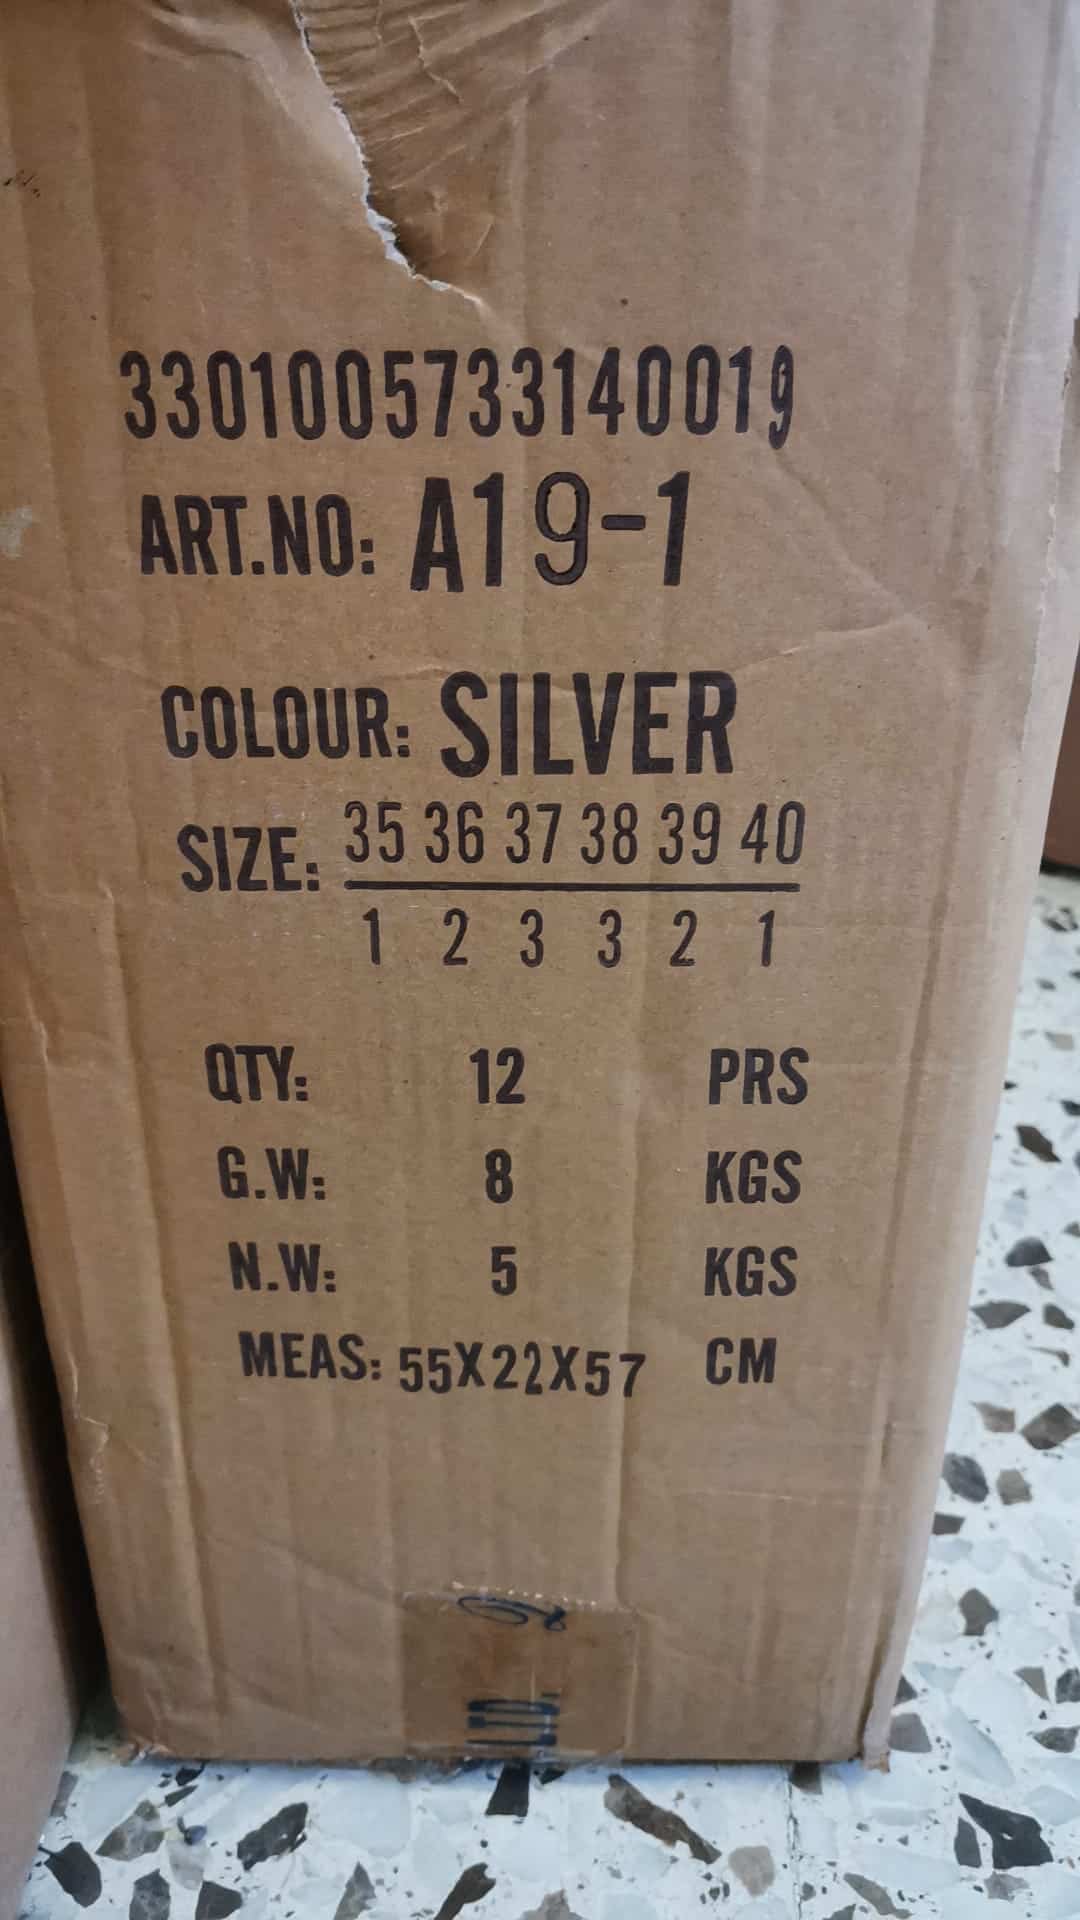 3301005733140019
ART.NO: A19-1
COLOUR: SILVER
SIZE: 35 36 37 38 39 40
1 2 3 3 2 1
QTY: 12 PRS
G.W: 8 KGS
N.W: 5 KGS
MEAS: 55X22X57 CM
LTD.